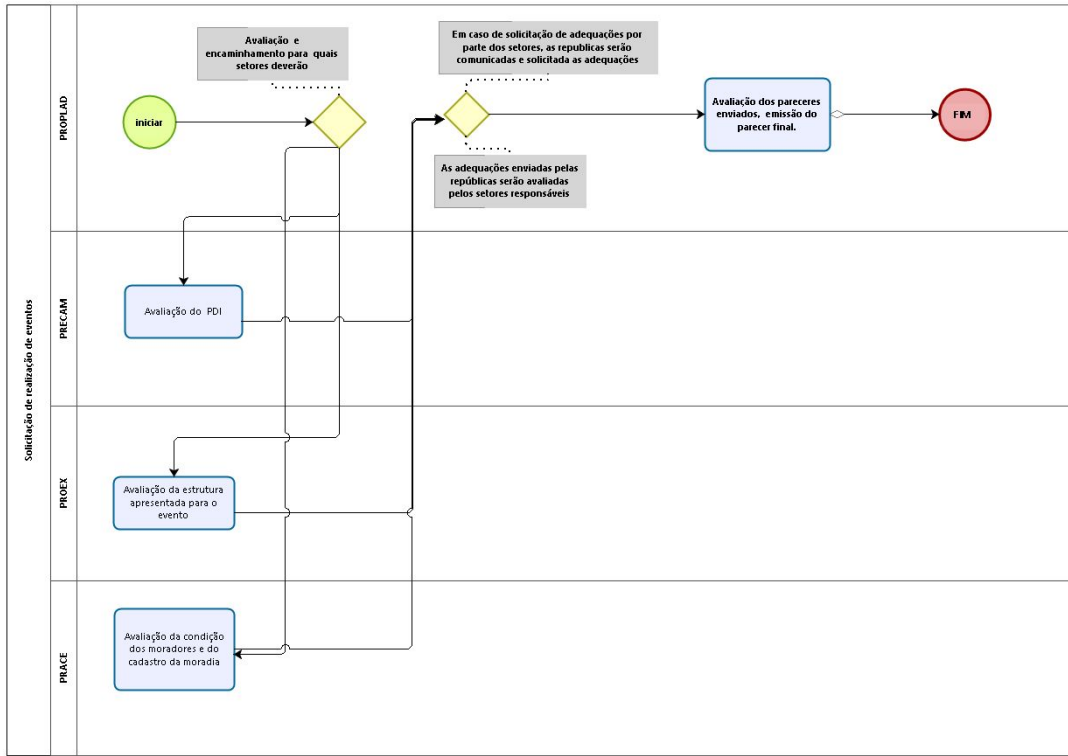 Solicitação de realização de eventos
PROPLAD
iniciar
Avaliação e
encaminhamento para quais
setores deverão
Em caso de solicitação de adequações por
parte dos setores, as republicas serão
comunicadas e solicitada as adequações
As adequações enviadas pelas
repúblicas serão avaliadas
pelos setores responsáveis
Avaliação dos pareceres
enviados, emissão do
parecer final.
FIM
PRECAM
Avaliação do PDI
PROEX
Avaliação da estrutura
apresentada para o
evento
PRACE
Avaliação da condição
dos moradores e do
cadastro da moradia